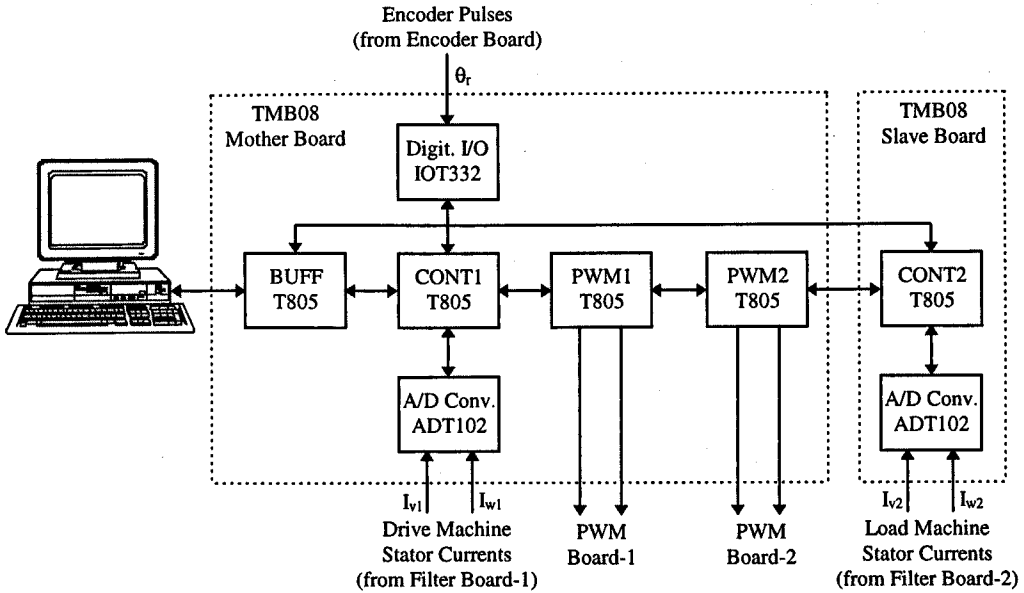 Encoder Pulses
(from Encoder Board)
θr
TMB08
Mother Board
TMB08
Slave Board
Digit. I/O
IOT332
BUFF
T805
CONT1
T805
PWM1
T805
PWM2
T805
CONT2
T805
A/D Conv.
ADT102
A/D Conv.
ADT102
Iv1
Iw1
Iv2
Iw2
Drive Machine
Stator Currents
(from Filter Board-1)
PWM
Board-1
PWM
Board-2
Load Machine
Stator Currents
(from Filter Board-2)